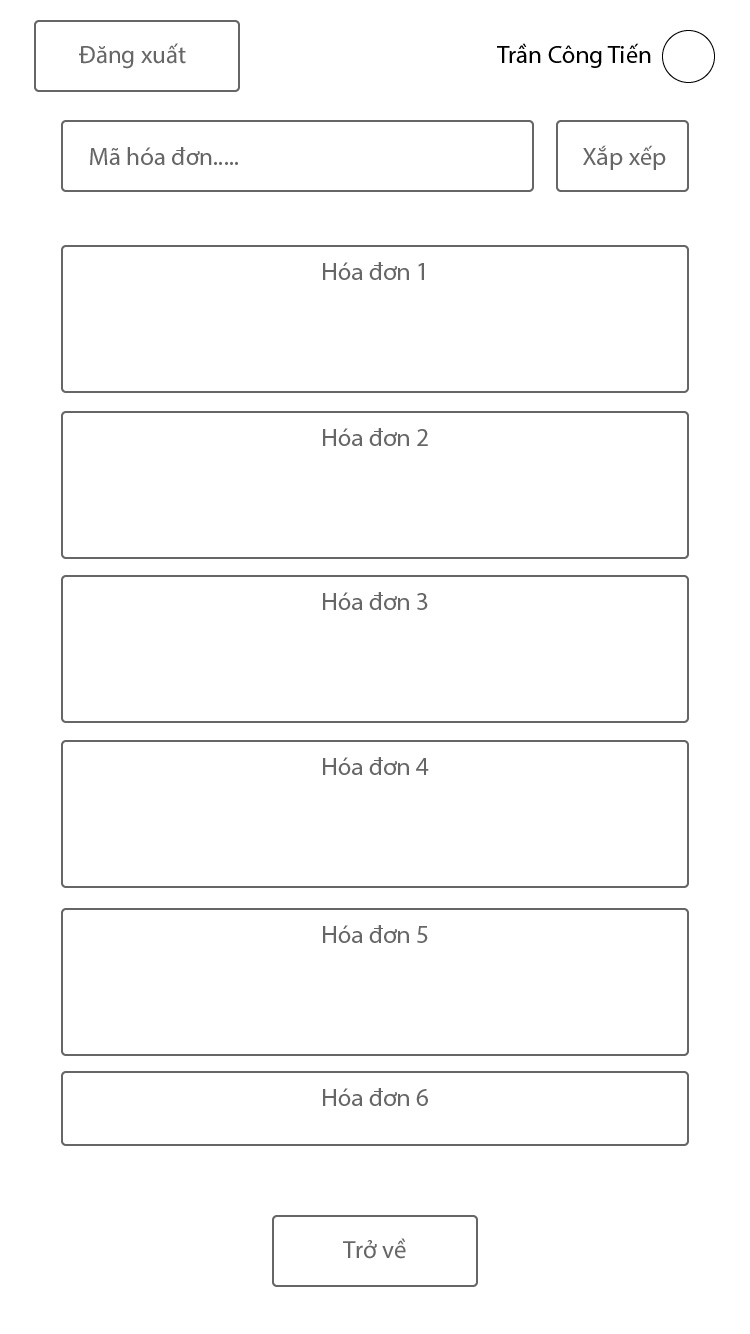 Đăng xuất
Trần Công Tiến
Mã hóa đơn.....
Xắp xếp
Hóa đơn 1
Hóa đơn 2
Hóa đơn 3
Hóa đơn 4
Hóa đơn 5
Hóa đơn 6
Trở về